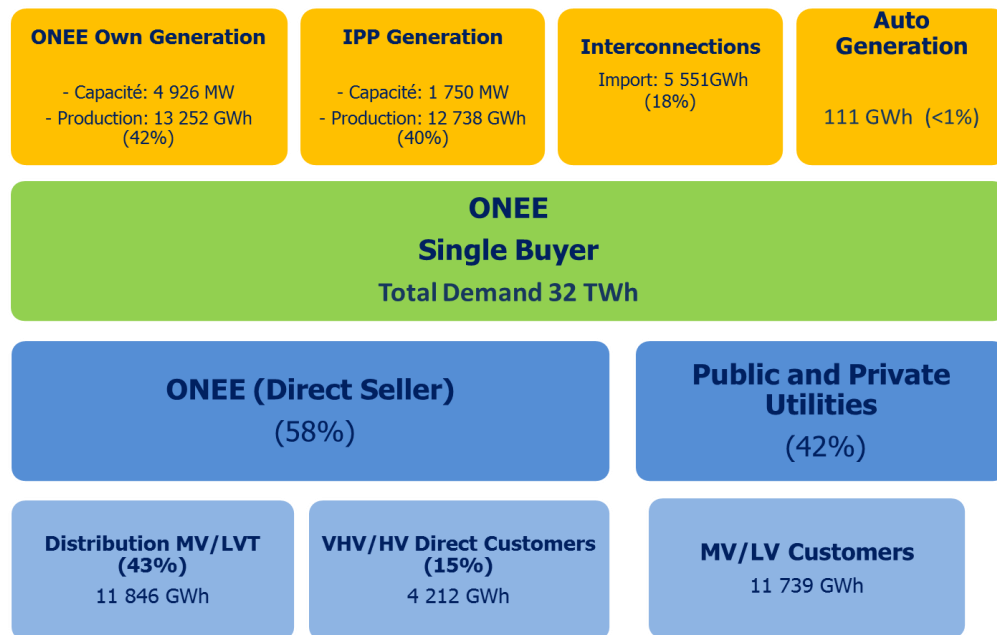 ONEE Own Generation
- Capacité: 4 926 MW
- Production: 13 252 GWh
(42%)
IPP Generation
- Capacité: 1 750 MW
- Production: 12 738 GWh
(40%)
Interconnections
Import: 5 551GWh
(18%)
Auto
Generation
111 GWh (<1%)
ONEE
Single Buyer
Total Demand 32 TWh
ONEE (Direct Seller)
(58%)
Public and Private
Utilities
(42%)
Distribution MV/LVT
(43%)
11 846 GWh
VHV/HV Direct Customers
(15%)
4 212 GWh
MV/LV Customers
11 739 GWh